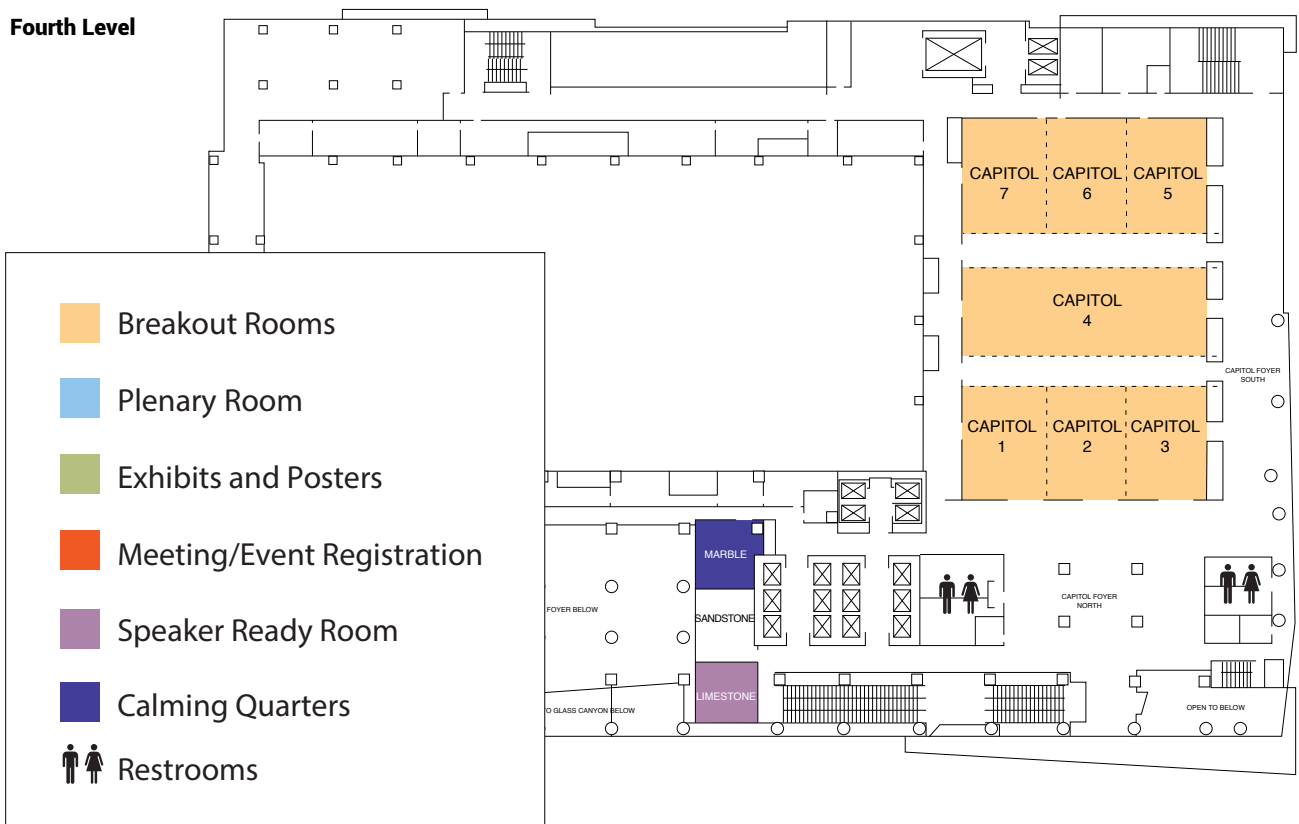 Fourth Level
CAPITOL
7
CAPITOL
6
CAPITOL
5
CAPITOL
4
CAPITOL FOYER
SOUTH
CAPITOL
1
CAPITOL
2
CAPITOL
3
Breakout Rooms
Plenary Room
Exhibits and Posters
Meeting/Event Registration
Speaker Ready Room
Calming Quarters
Restrooms
MARBLE
FOYER BELOW
SANDSTONE
LIMESTONE
TO GLASS CANYON BELOW
CAPITOL FOYER
NORTH
OPEN TO BELOW